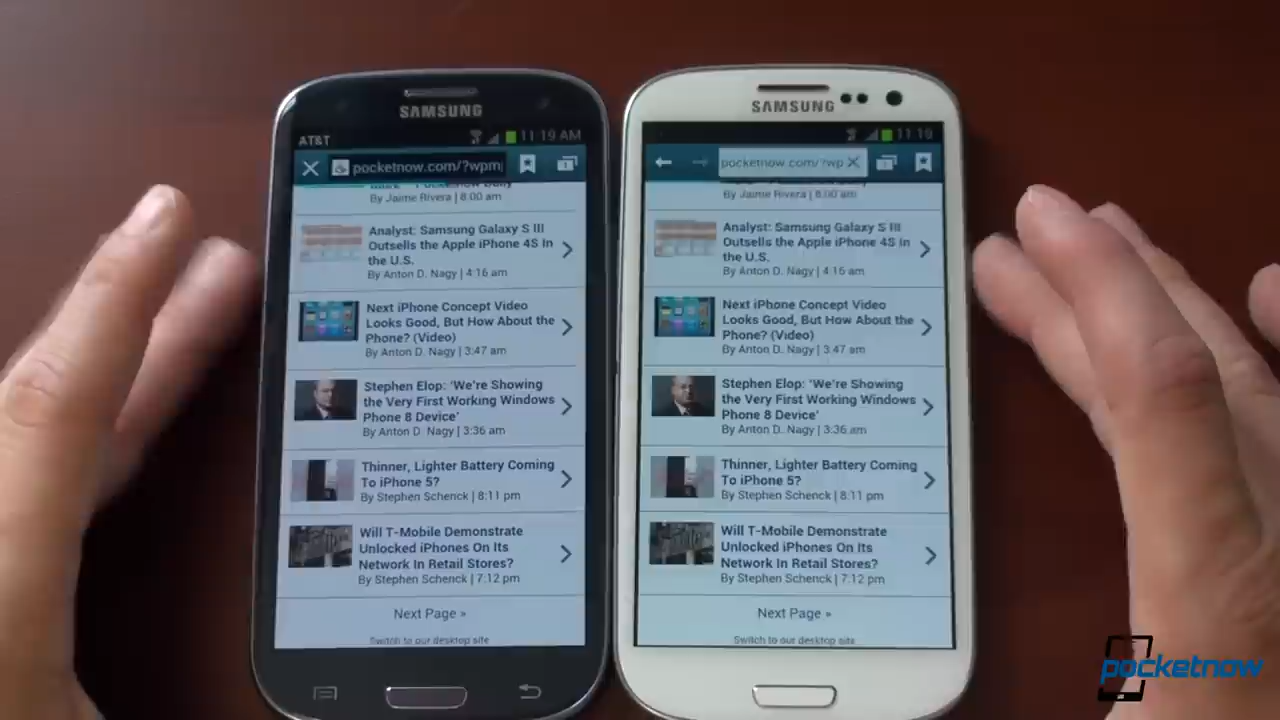 SAMSUNG
AT&T
11:19 AM
pocketnow.com/?wpm
By Jaime Rivera | 8:00 am
Analyst: Samsung Galaxy S III
Outsells the Apple iPhone 4S In
the U.S.
By Anton D. Nagy | 4:16 am
Next iPhone Concept Video
Looks Good, But How About the
Phone? (Video)
By Anton D. Nagy | 3:47 am
Stephen Elop: ‘We're Showing
the Very First Working Windows
Phone 8 Device’
By Anton D. Nagy | 3:36 am
Thinner, Lighter Battery Coming
To iPhone 5?
By Stephen Schenck | 8:11 pm
Will T-Mobile Demonstrate
Unlocked iPhones On Its
Network In Retail Stores?
By Stephen Schenck | 7:12 pm
Next Page »
Switch to our desktop site
SAMSUNG
11:19
pocketnow.com/?wp
By Jaime Rivera | 8:00 am
Analyst: Samsung Galaxy S III
Outsells the Apple iPhone 4S In
the U.S.
By Anton D. Nagy | 4:16 am
Next iPhone Concept Video
Looks Good, But How About the
Phone? (Video)
By Anton D. Nagy | 3:47 am
Stephen Elop: ‘We're Showing
the Very First Working Windows
Phone 8 Device’
By Anton D. Nagy | 3:36 am
Thinner, Lighter Battery Coming
To iPhone 5?
By Stephen Schenck | 8:11 pm
Will T-Mobile Demonstrate
Unlocked iPhones On Its
Network In Retail Stores?
By Stephen Schenck | 7:12 pm
Next Page »
Switch to our desktop site
pocketnow